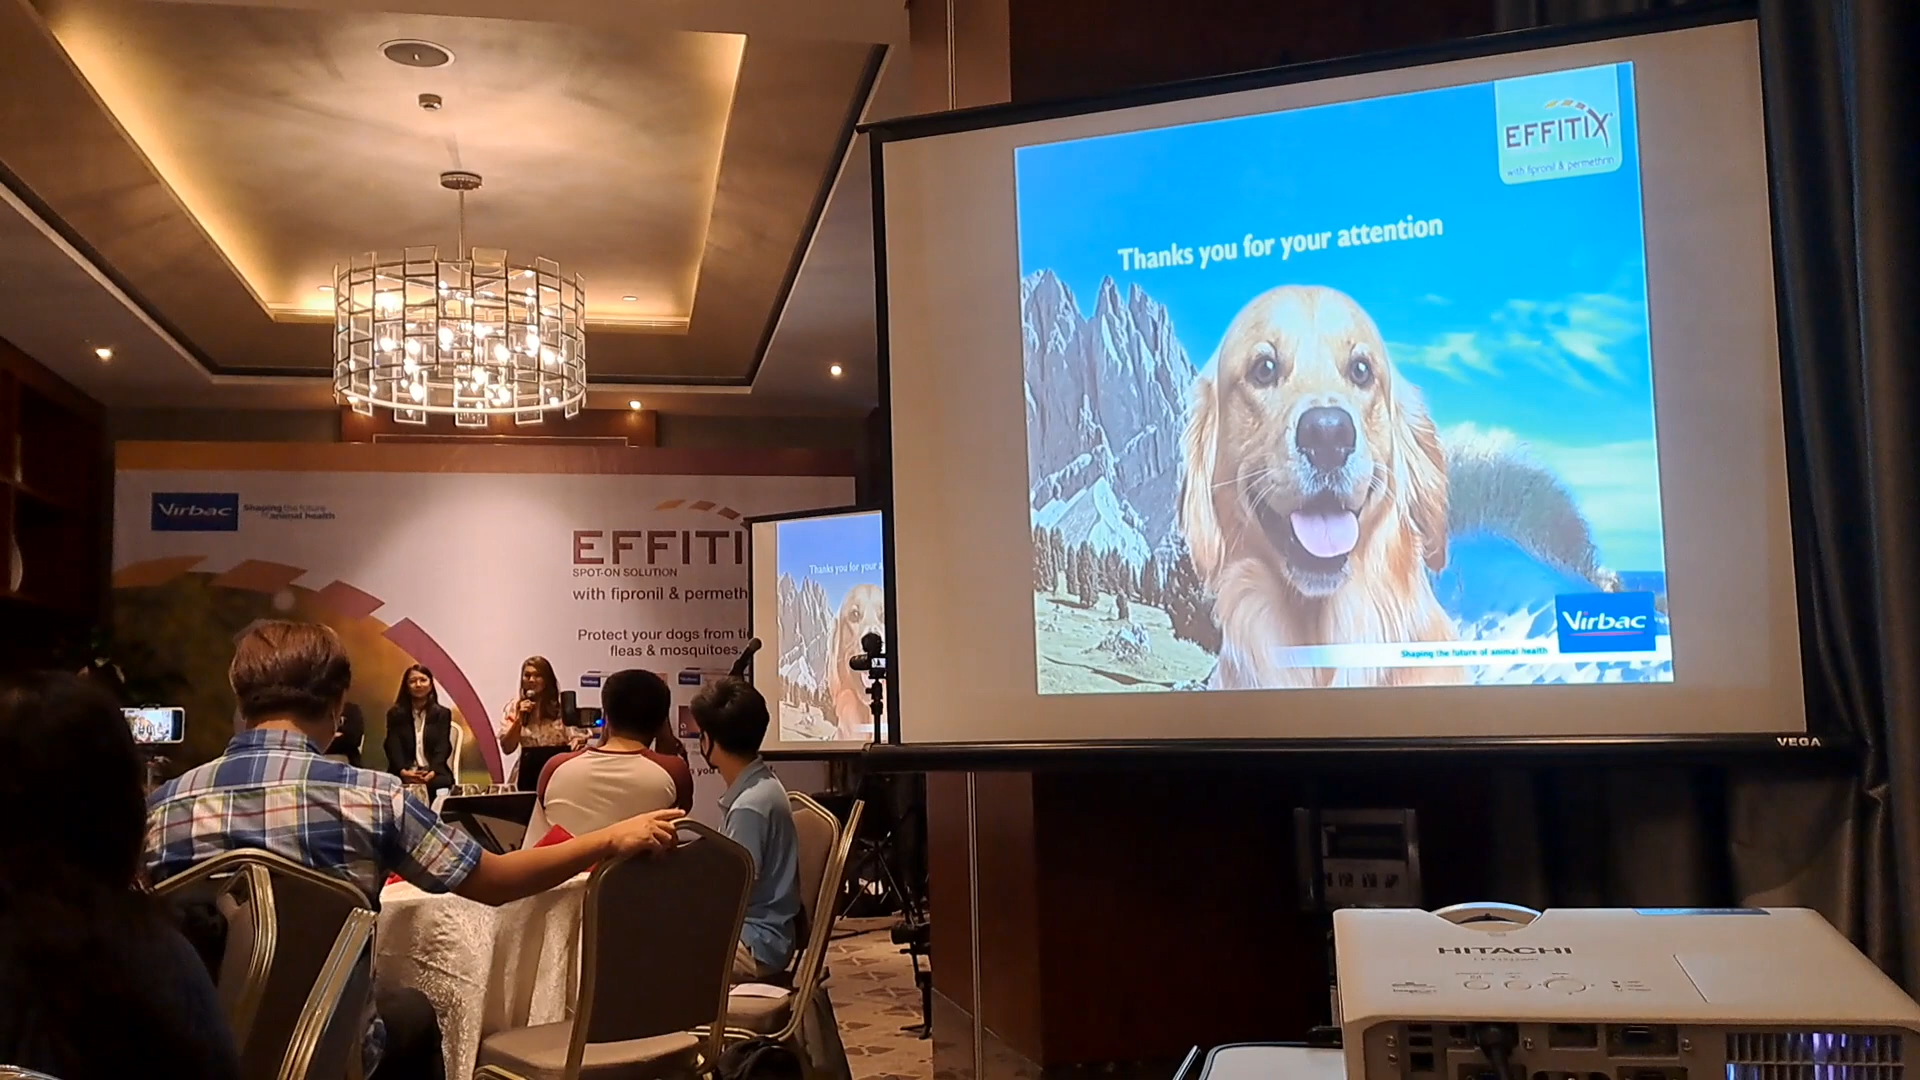 Virbac
Shaping the future
of animal health
EFFITI
SPOT-ON SOLUTION
with fipronil & permeth
Protect your dogs from ti
fleas & mosquitoes.
Thanks you for your a
EFFITIX
with fipronil & permethrin
Thanks you for your attention
Virbac
Shaping the future of animal health
VEGA
HITACHI